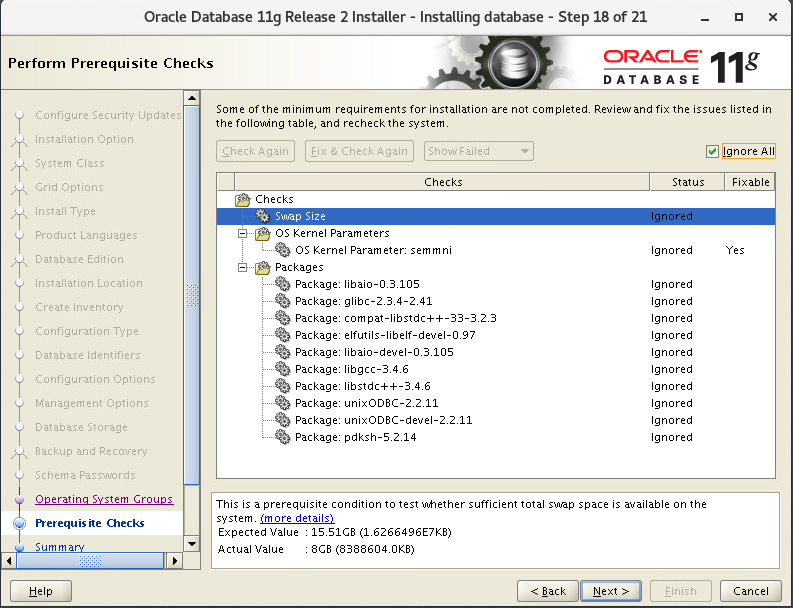 Oracle Database 11g Release 2 Installer - Installing database - Step 18 of 21
Perform Prerequisite Checks
ORACLE
DATABASE
11g
Configure Security Updates
Installation Option
System Class
Grid Options
Install Type
Product Languages
Database Edition
Installation Location
Create Inventory
Configuration Type
Database Identifiers
Configuration Options
Management Options
Database Storage
Backup and Recovery
Schema Passwords
Operating System Groups
Prerequisite Checks
Summary
Some of the minimum requirements for installation are not completed. Review and fix the issues listed in
the following table, and recheck the system.
Check Again Fix & Check Again Show Failed Ignore All
Checks Status Fixable
Checks
Swap Size Ignored
OS Kernel Parameters
OS Kernel Parameter: semmni Ignored Yes
Packages
Package: libaio-0.3.105 Ignored
Package: glibc-2.3.4-2.41 Ignored
Package: compat-libstdc++-33-3.2.3 Ignored
Package: elfutils-libelf-devel-0.97 Ignored
Package: libaio-devel-0.3.105 Ignored
Package: libgcc-3.4.6 Ignored
Package: libstdc++-3.4.6 Ignored
Package: unixODBC-2.2.11 Ignored
Package: unixODBC-devel-2.2.11 Ignored
Package: pdksh-5.2.14 Ignored
This is a prerequisite condition to test whether sufficient total swap space is available on the
system. (more details)
Expected Value : 15.51GB (1.6266496E7KB)
Actual Value : 8GB (8388604.0KB)
Help < Back Next > Finish Cancel